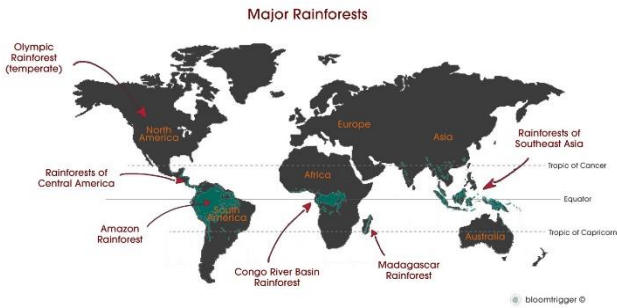 Major Rainforests
Olympic
Rainforest
(temperate)
North
America
Europe
Asia
Rainforests of
Southeast Asia
Tropic of Cancer
Africa
Rainforests of
Central America
Equator
South
America
Amazon
Rainforest
Tropic of Capricorn
Australia
Congo River Basin
Rainforest
Madagascar
Rainforest
bloomtrigger ©